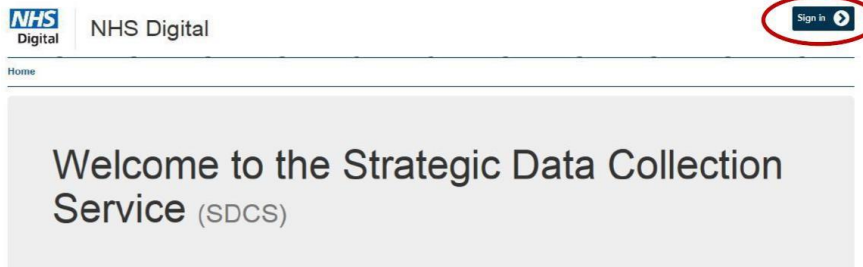 NHS
Digital
NHS Digital
Sign in
Home
Welcome to the Strategic Data Collection
Service (SDCS)